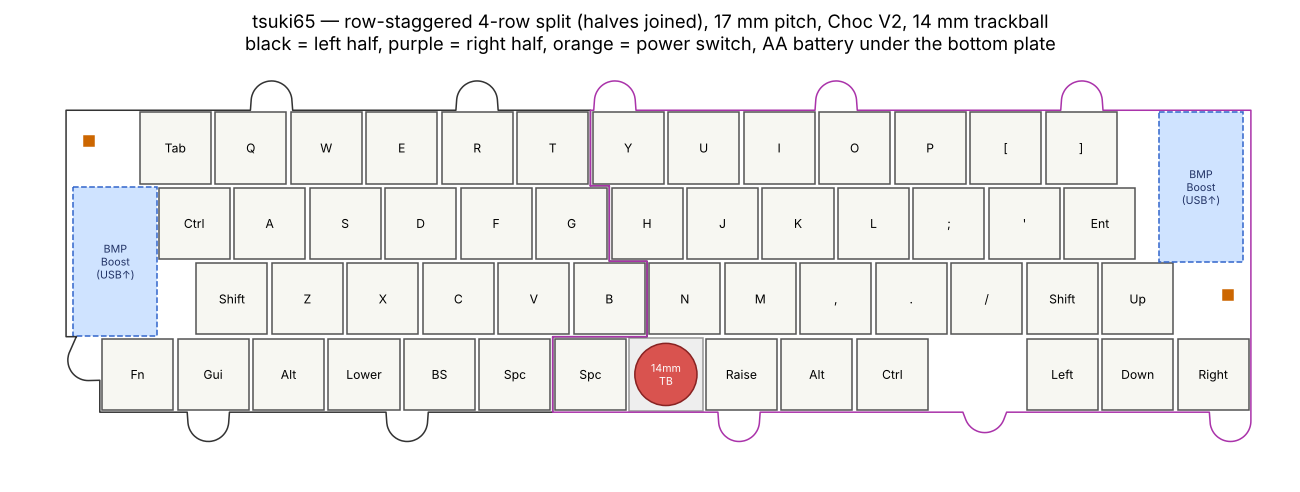 tsuki65 — row-staggered 4-row split (halves joined), 17 mm pitch, Choc V2, 14 mm trackball
black = left half, purple = right half, orange = power switch, AA battery under the bottom plate
Tab Q W E R T Y U I O P [ ]
BMP
Boost
(USB↑)
Ctrl A S D F G H J K L ; ' Ent
BMP
Boost
(USB↑)
Shift Z X C V B N M , . / Shift Up
Fn Gui Alt Lower BS Spc Spc
14mm
TB
Raise Alt Ctrl Left Down Right